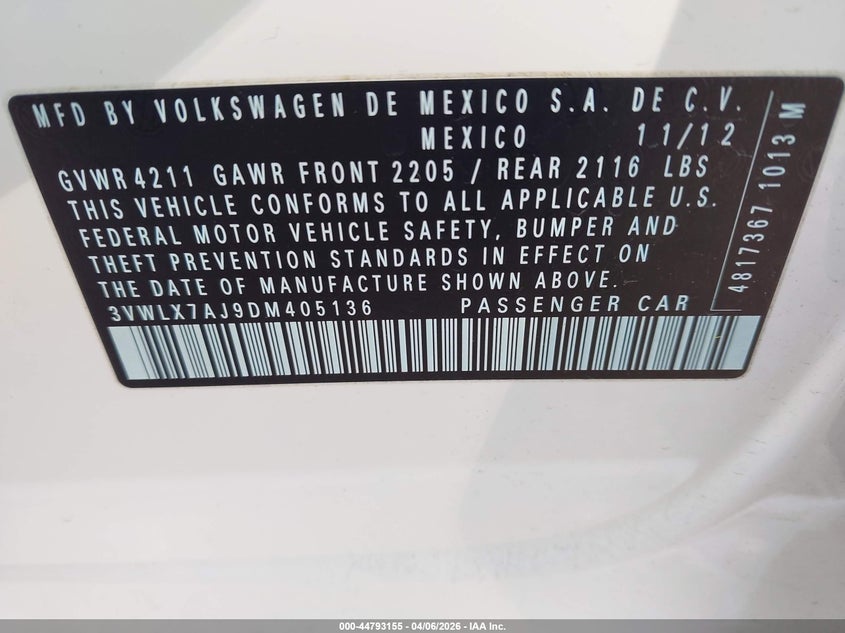 MFD BY VOLKSWAGEN DE MEXICO S.A. DE C.V.
MEXICO 11/12
GVWR 4211 GAWR FRONT 2205 / REAR 2116 LBS
THIS VEHICLE CONFORMS TO ALL APPLICABLE U.S.
FEDERAL MOTOR VEHICLE SAFETY, BUMPER AND
THEFT PREVENTION STANDARDS IN EFFECT ON
THE DATE OF MANUFACTURE SHOWN ABOVE.
3VWLX7AJ9DM405136 PASSENGER CAR
4817367 1013 M
000-44793155 - 04/06/2026 - IAA Inc.